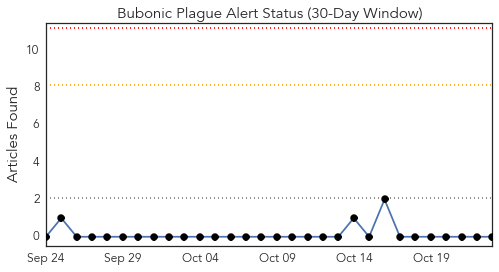 Bubonic Plague Alert Status (30-Day Window)
Articles Found
10
8
6
4
2
0
Sep 24 Sep 29 Oct 04 Oct 09 Oct 14 Oct 19